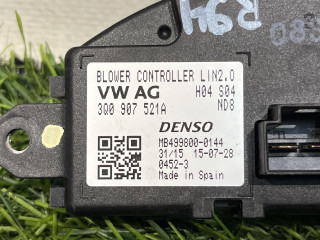 BLOWER CONTROLLER LIN2.0
VW AG H04 S04
3Q0 907 521A ND8
DENSO
MB499800-0144
31/15 15-07-28
0452-3
Made in Spain